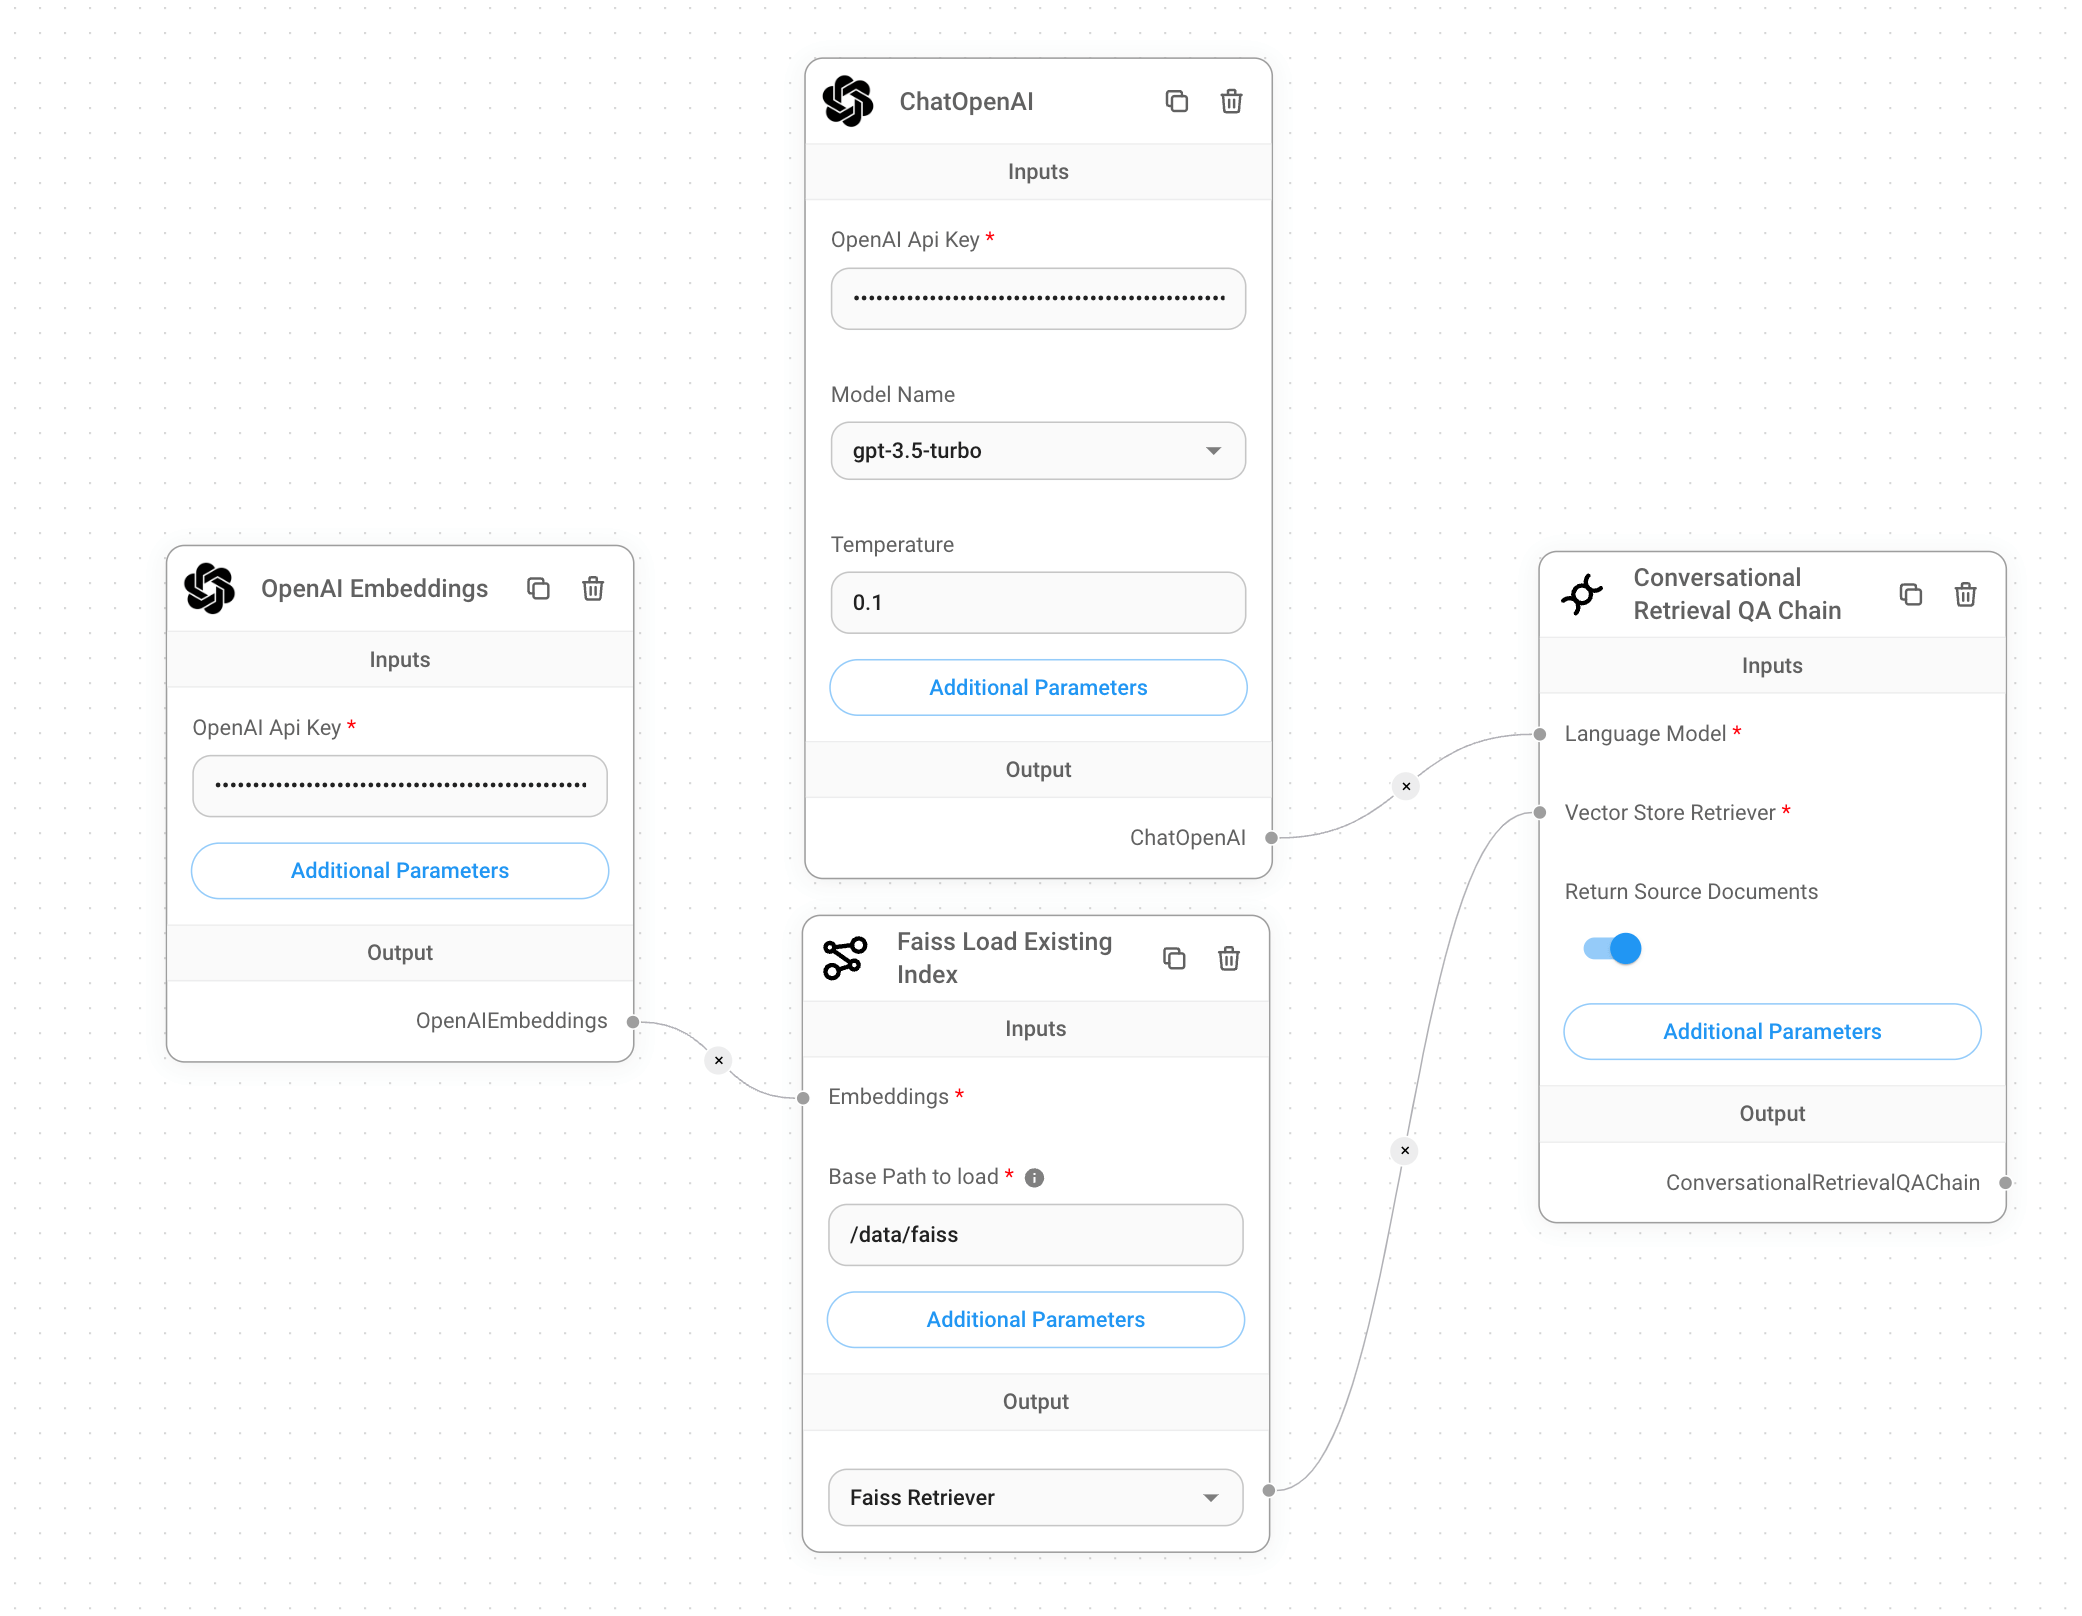 ChatOpenAI
Inputs
OpenAI Api Key *
Model Name
gpt-3.5-turbo
Temperature
0.1
Additional Parameters
Output
ChatOpenAI
OpenAI Embeddings
Inputs
OpenAI Api Key *
Additional Parameters
Output
OpenAIEmbeddings
Faiss Load Existing
Index
Inputs
Embeddings *
Base Path to load *
/data/faiss
Additional Parameters
Output
Faiss Retriever
Conversational
Retrieval QA Chain
Inputs
Language Model *
Vector Store Retriever *
Return Source Documents
Additional Parameters
Output
ConversationalRetrievalQAChain